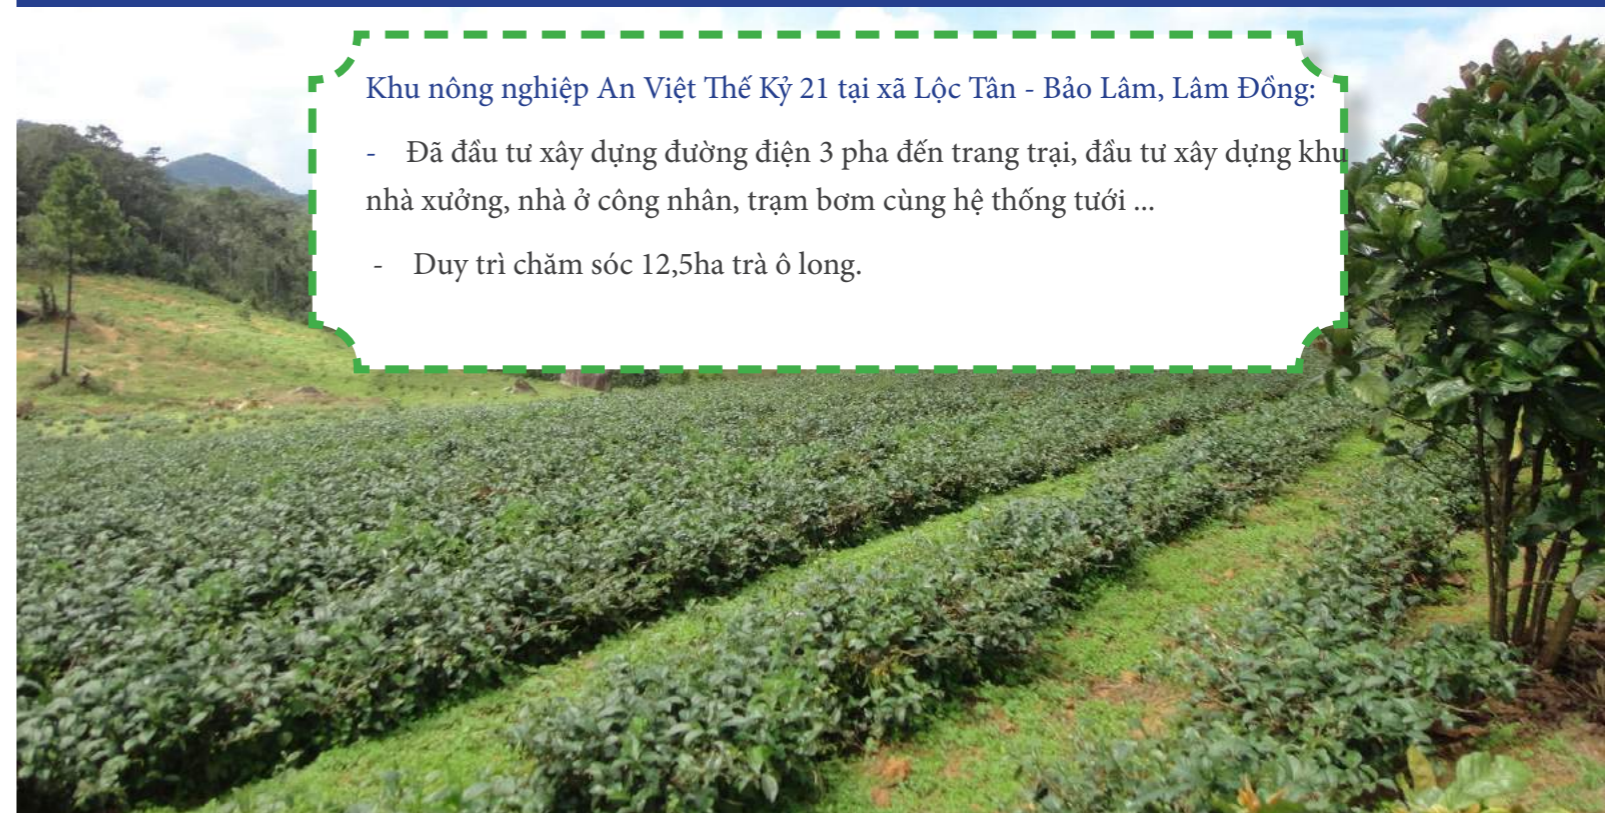 Khu nông nghiệp An Việt Thế Kỷ 21 tại xã Lộc Tân - Bảo Lâm, Lâm Đồng:
- Đã đầu tư xây dựng đường điện 3 pha đến trang trại, đầu tư xây dựng khu
nhà xưởng, nhà ở công nhân, trạm bơm cùng hệ thống tưới ...
- Duy trì chăm sóc 12,5ha trà ô long.